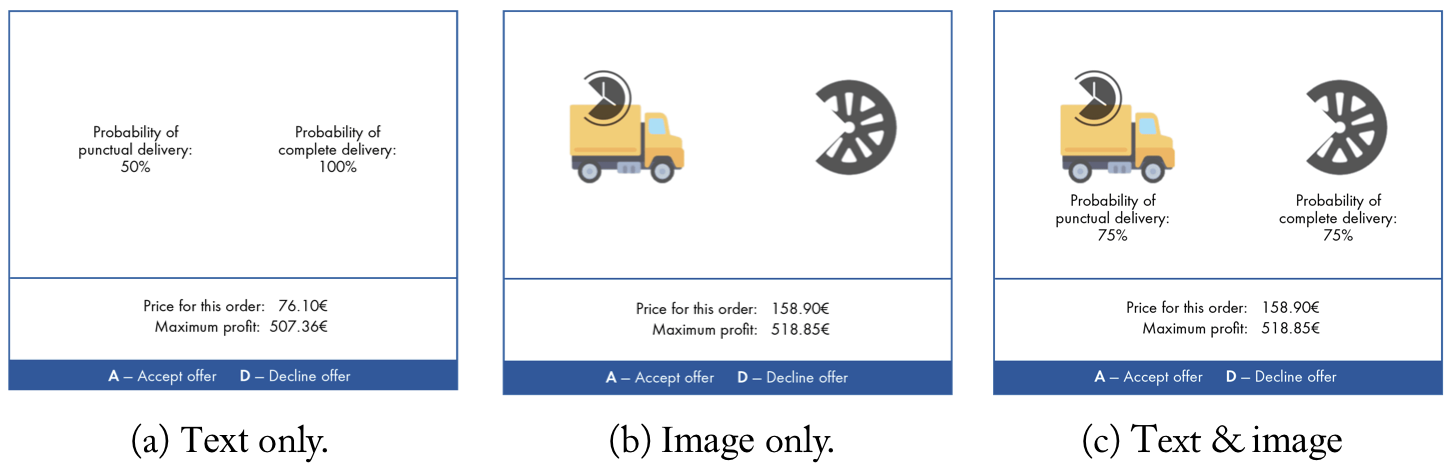 Probability of
punctual delivery:
50%
Probability of
complete delivery:
100%
Price for this order: 76.10€
Maximum profit: 507.36€
A – Accept offer D – Decline offer
(a) Text only.
Price for this order: 158.90€
Maximum profit: 518.85€
A – Accept offer D – Decline offer
(b) Image only.
Probability of
punctual delivery:
75%
Probability of
complete delivery:
75%
Price for this order: 158.90€
Maximum profit: 518.85€
A – Accept offer D – Decline offer
(c) Text & image